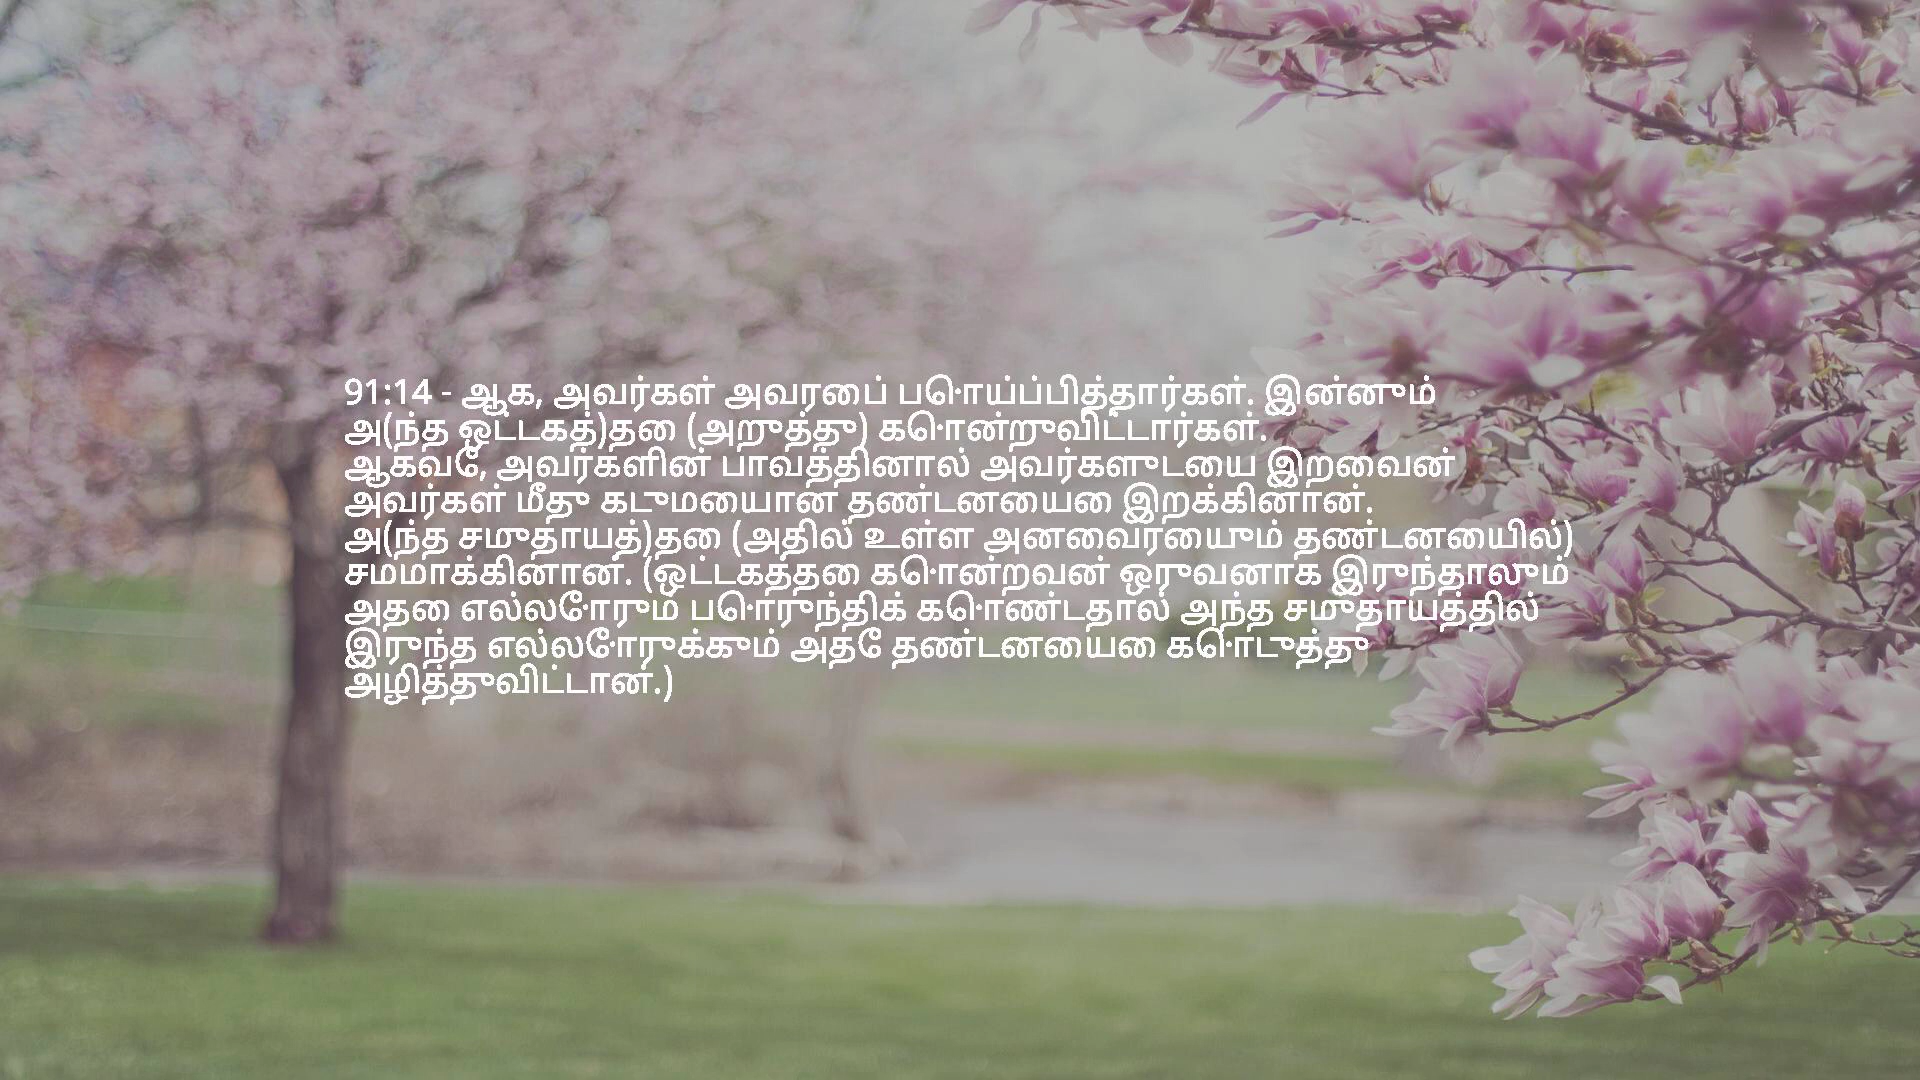 91:14 - ஆக, அவர்கள் அவரைப் பொய்ப்பித்தார்கள். இன்னும்
அ(ந்த ஒட்டகத்)தை (அறுத்து) கொன்றுவிட்டார்கள்.
ஆகவே, அவர்களின் பாவத்தினால் அவர்களுடைய இறைவன்
அவர்கள் மீது கடுமையான தண்டனையை இறக்கினான்.
அ(ந்த சமுதாயத்)தை (அதில் உள்ள அனைவரையும் தண்டனையில்)
சமமாக்கினான். (ஒட்டகத்தை கொன்றவன் ஒருவனாக இருந்தாலும்
அதை எல்லோரும் பொருந்திக் கொண்டதால் அந்த சமுதாயத்தில்
இருந்த எல்லோருக்கும் அதே தண்டனையை கொடுத்து
அழித்துவிட்டான்.)